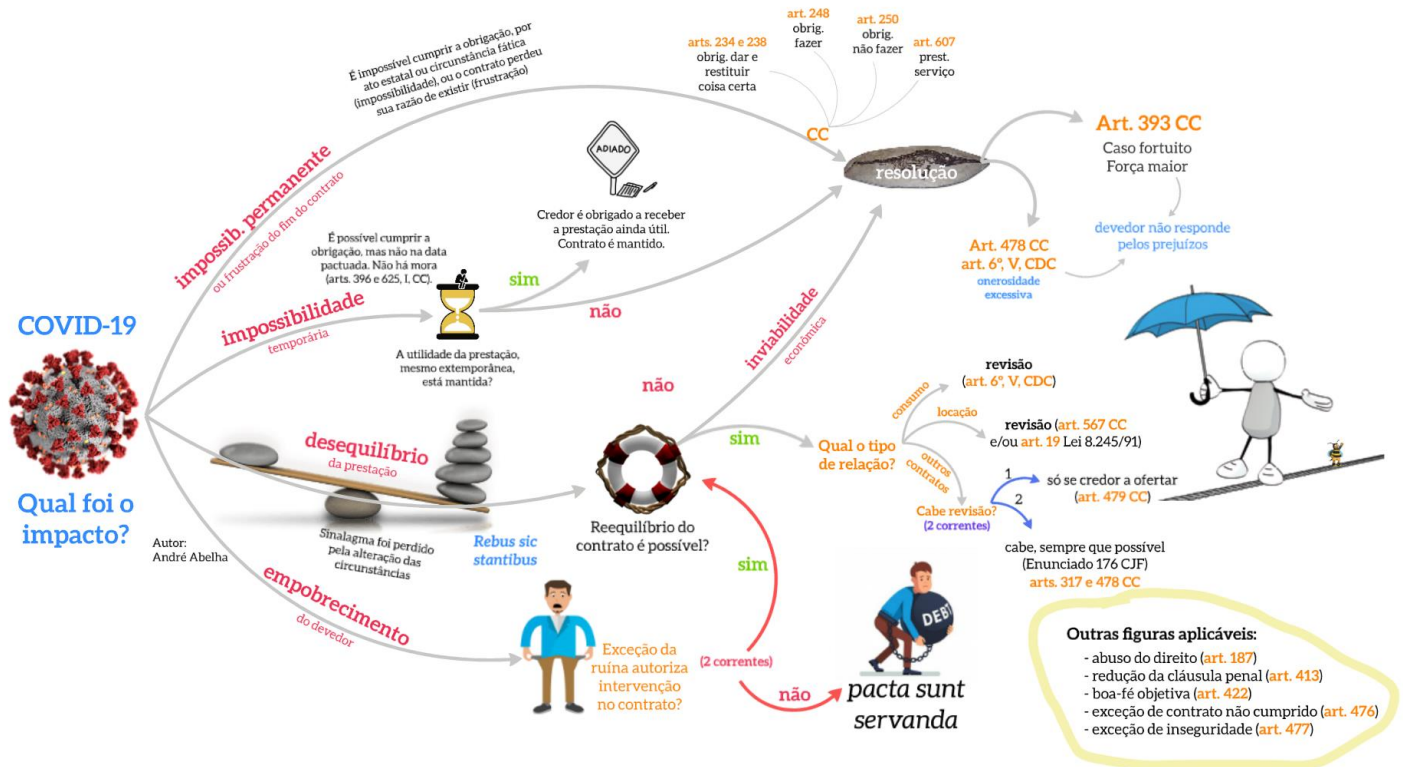 COVID-19
Qual foi o
impacto?
Autor:
André Abelha
impossib. permanente
ou frustração do fim do contrato
É impossível cumprir a obrigação, por
ato estatal ou circunstância fática
(impossibilidade), ou o contrato perdeu
sua razão de existir (frustração)
arts. 234 e 238
obrig. dar e
restituir
coisa certa
art. 248
obrig.
fazer
art. 250
obrig.
não fazer
art. 607
prest.
serviço
CC
resolução
Art. 393 CC
Caso fortuito
Força maior
devedor não responde
pelos prejuízos
Art. 478 CC
art. 6º, V, CDC
onerosidade
excessiva
impossibilidade
temporária
É possível cumprir a
obrigação, mas não na data
pactuada. Não há mora
(arts. 396 e 625, I, CC).
A utilidade da prestação,
mesmo extemporânea,
está mantida?
sim
ADIADO
Credor é obrigado a receber
a prestação ainda útil.
Contrato é mantido.
não
desequilíbrio
da prestação
Sinalagma foi perdido
pela alteração das
circunstâncias
Rebus sic
stantibus
Reequilíbrio do
contrato é possível?
não
inviabilidade
econômica
sim
Qual o tipo
de relação?
consumo
revisão
(art. 6º, V, CDC)
locação
revisão (art. 567 CC
e/ou art. 19 Lei 8.245/91)
outros
contratos
Cabe revisão?
(2 correntes)
1
só se credor a ofertar
(art. 479 CC)
2
cabe, sempre que possível
(Enunciado 176 CJF)
arts. 317 e 478 CC
empobrecimento
do devedor
Exceção da
ruína autoriza
intervenção
no contrato?
(2 correntes)
sim
não
DEBT
pacta sunt
servanda
Outras figuras aplicáveis:
- abuso do direito (art. 187)
- redução da cláusula penal (art. 413)
- boa-fé objetiva (art. 422)
- exceção de contrato não cumprido (art. 476)
- exceção de inseguridade (art. 477)